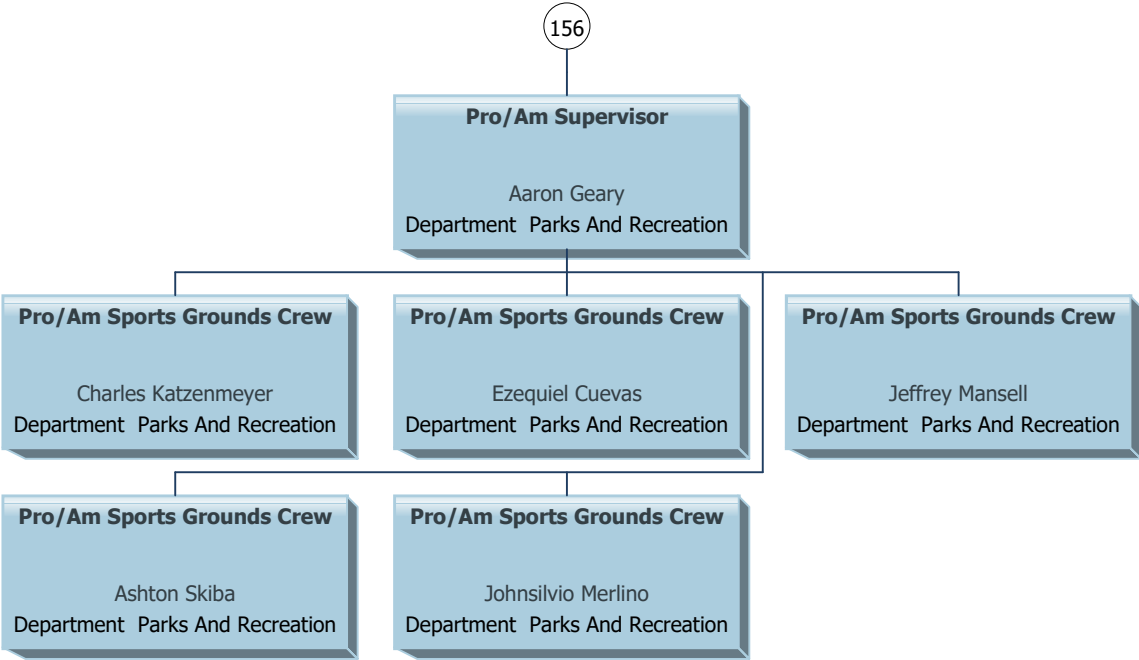 156
Pro/Am Supervisor
Aaron Geary
Department  Parks And Recreation
Pro/Am Sports Grounds Crew
Charles Katzenmeyer
Department  Parks And Recreation
Pro/Am Sports Grounds Crew
Ezequiel Cuevas
Department  Parks And Recreation
Pro/Am Sports Grounds Crew
Jeffrey Mansell
Department  Parks And Recreation
Pro/Am Sports Grounds Crew
Ashton Skiba
Department  Parks And Recreation
Pro/Am Sports Grounds Crew
Johnsilvio Merlino
Department  Parks And Recreation